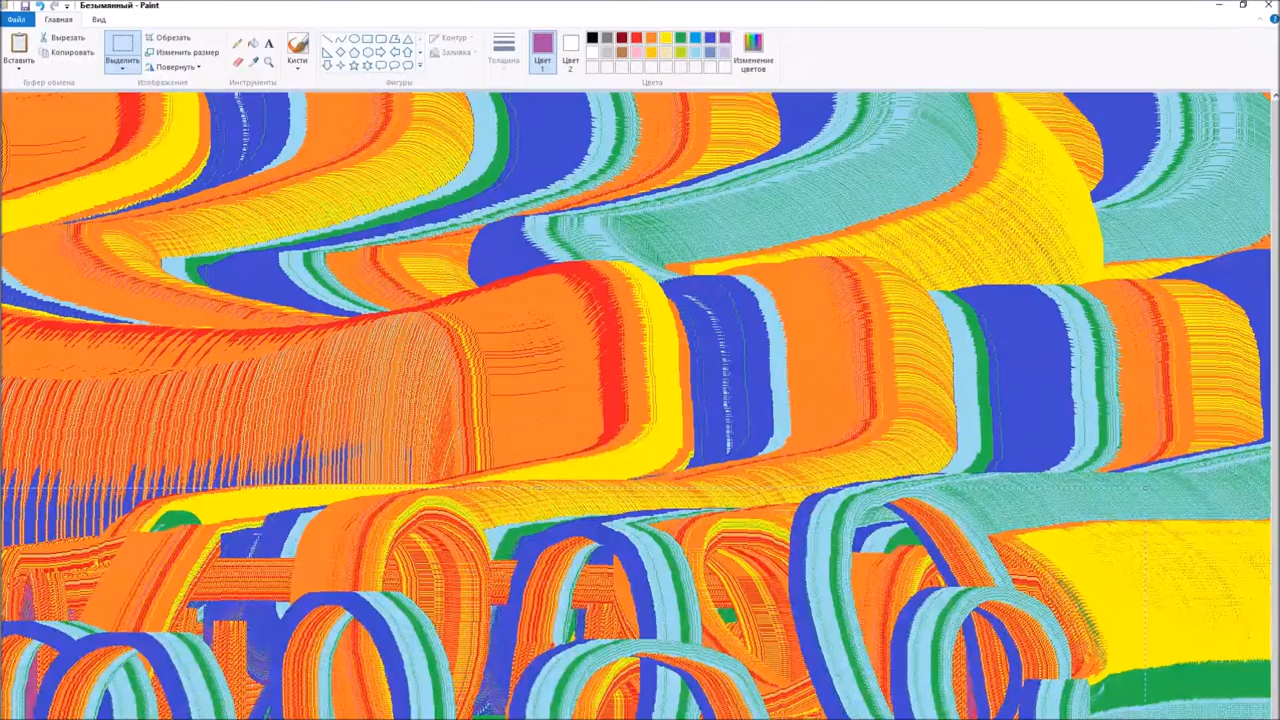 Безымянный - Paint
Файл Главная Вид
Вставить
Вырезать
Копировать
Буфер обмена
Выделить
Обрезать
Изменить размер
Повернуть
Изображение
A
Инструменты
Кисти
Контур
Заливка
Фигуры
Толщина
Цвет 1
Цвет 2
Изменение цветов
Цвета